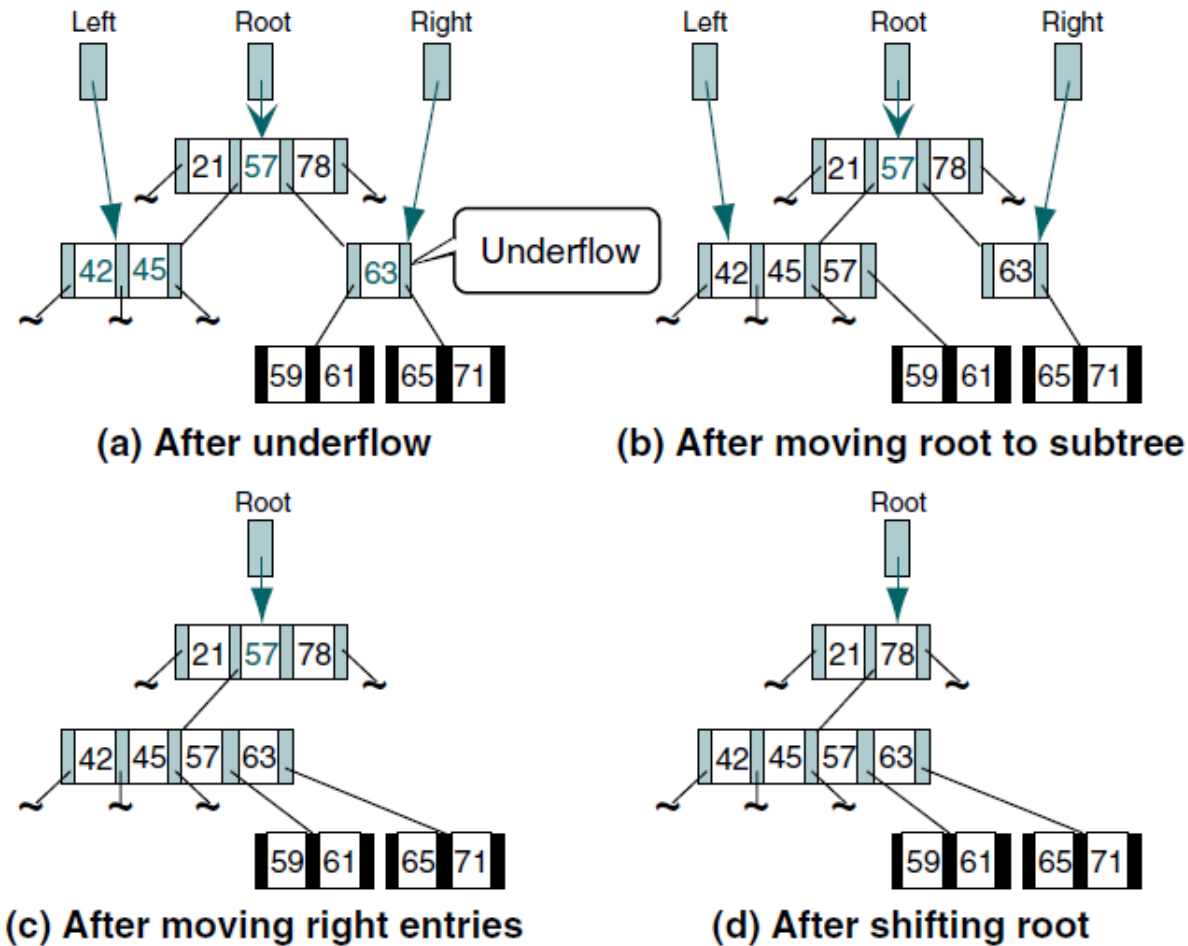 Left Root Right
21 57 78
42 45
63
Underflow
59 61 65 71
(a) After underflow
Left Root Right
21 57 78
42 45 57
63
59 61 65 71
(b) After moving root to subtree
Root
21 57 78
42 45 57 63
59 61 65 71
(c) After moving right entries
Root
21 78
42 45 57 63
59 61 65 71
(d) After shifting root